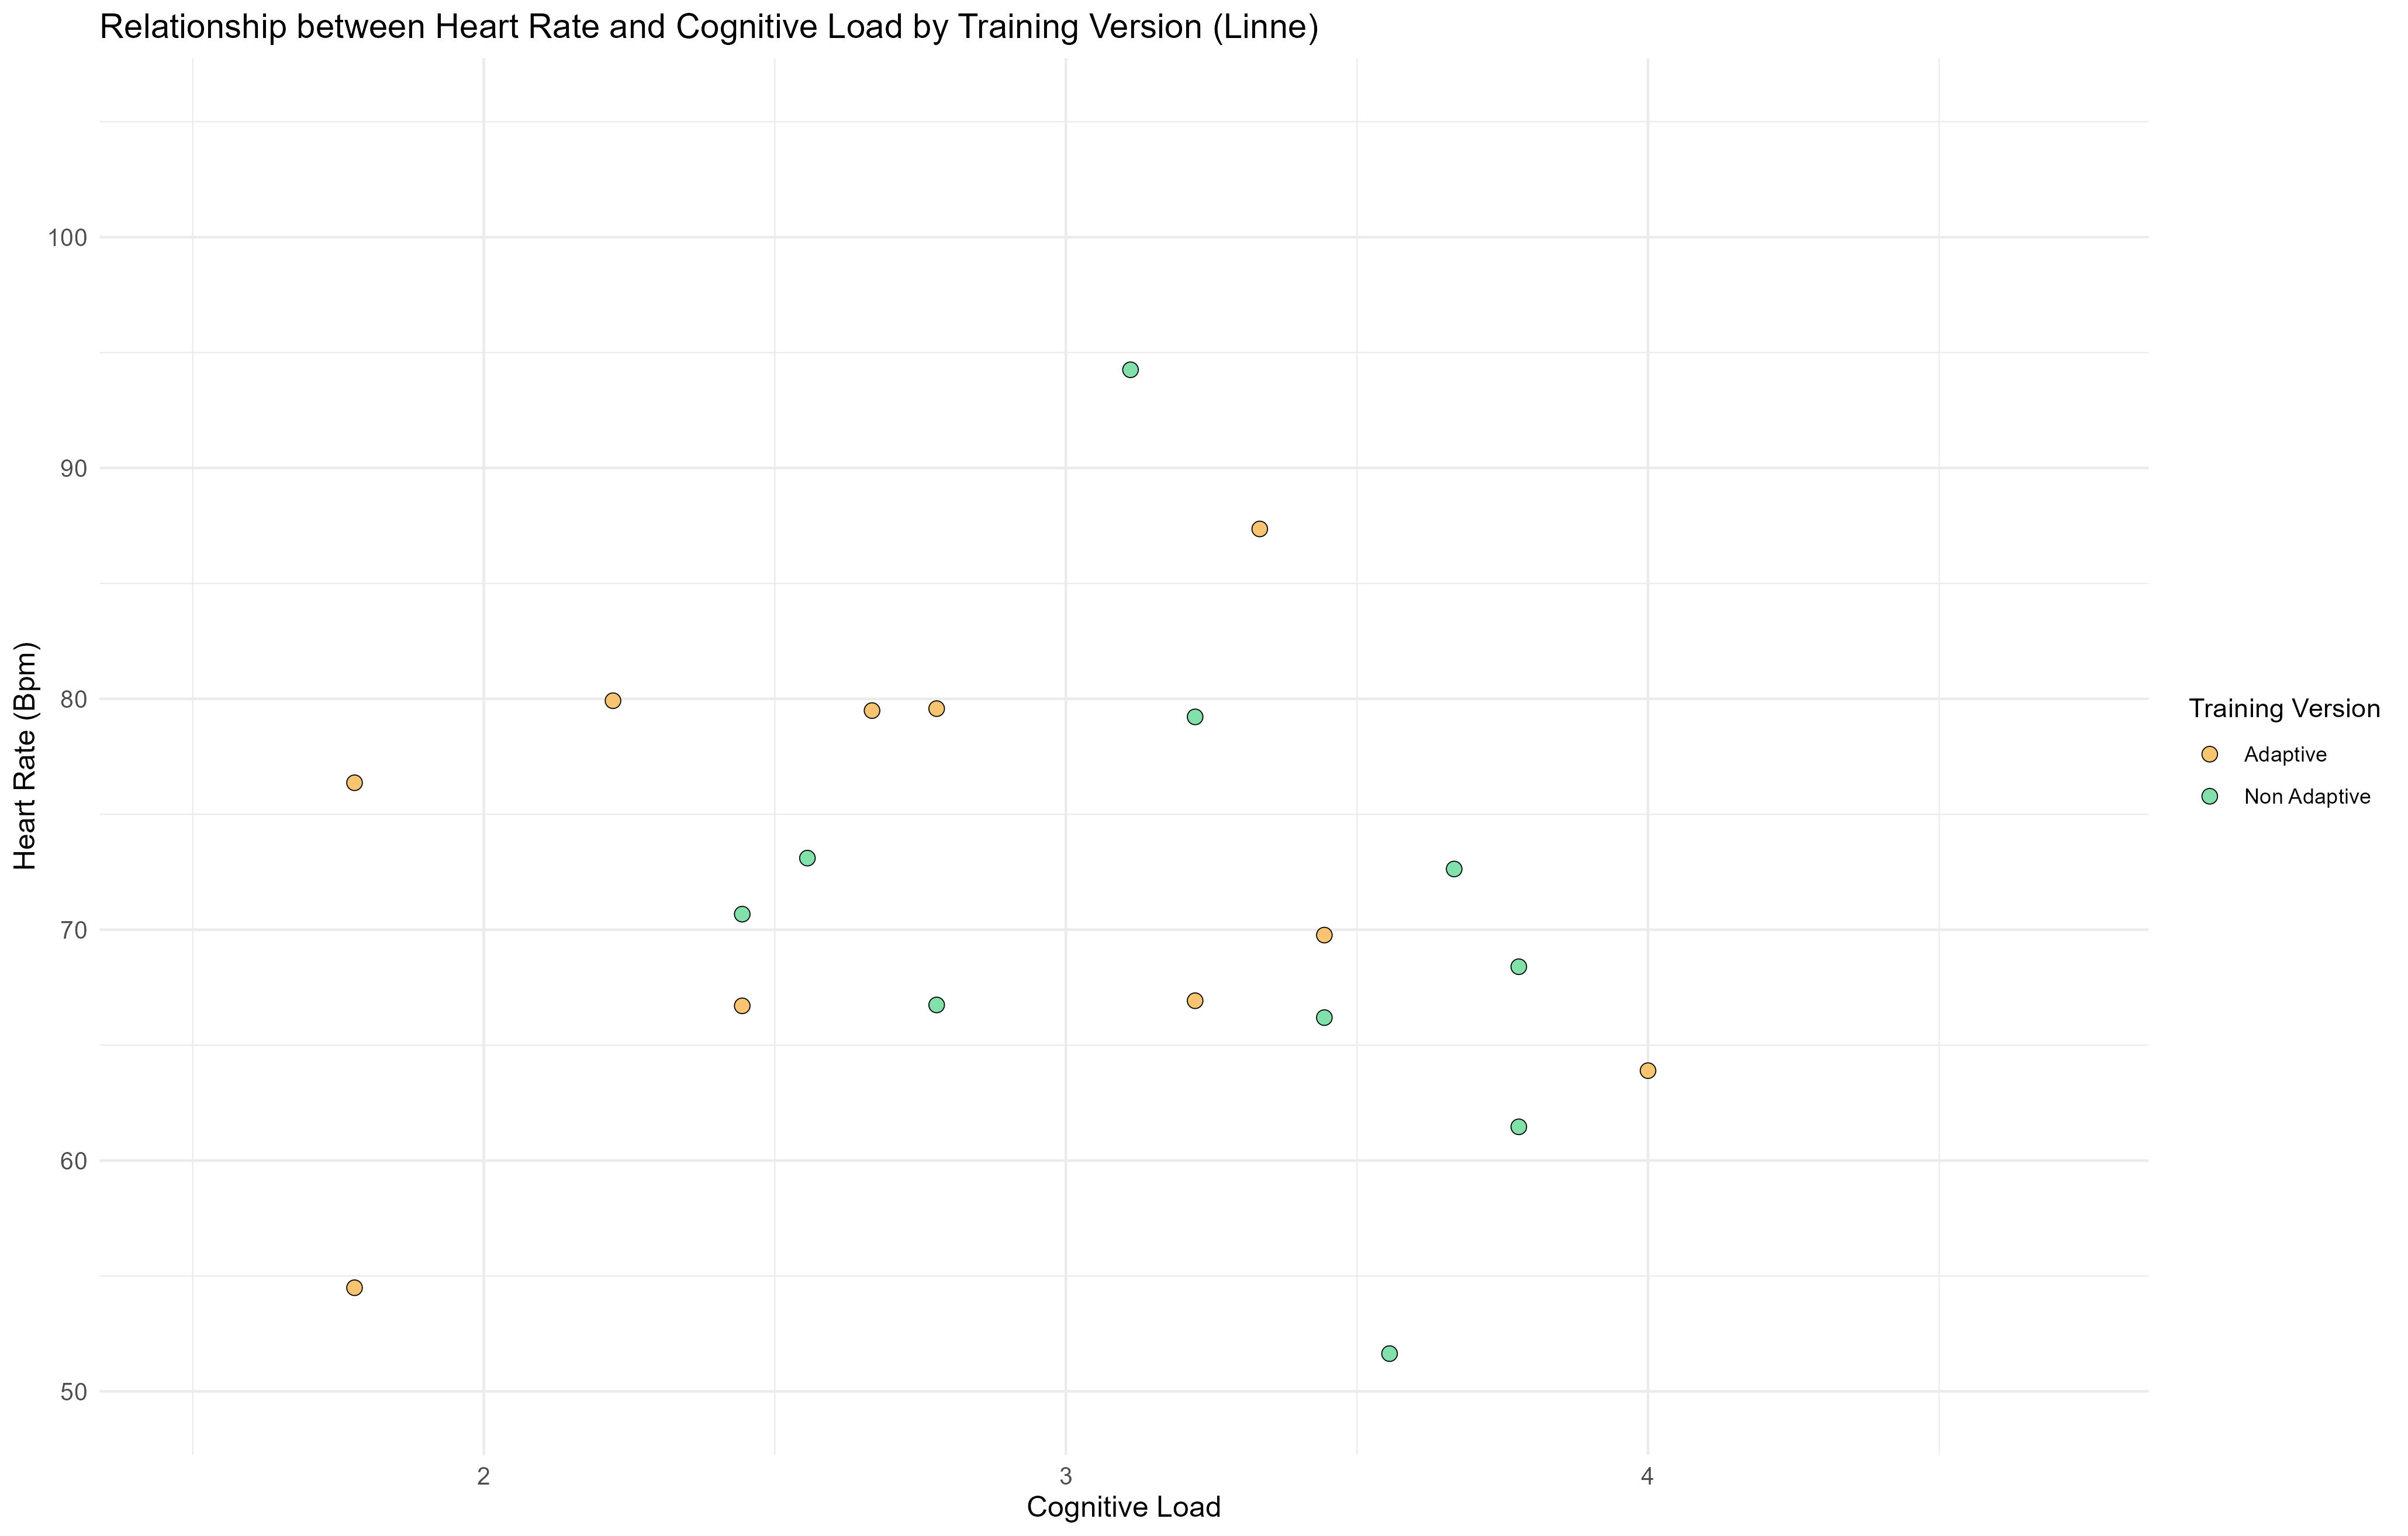 Relationship between Heart Rate and Cognitive Load by Training Version (Linne)
100
90
80
70
60
50
Heart Rate (Bpm)
2
3
4
Cognitive Load
Training Version
Adaptive
Non Adaptive